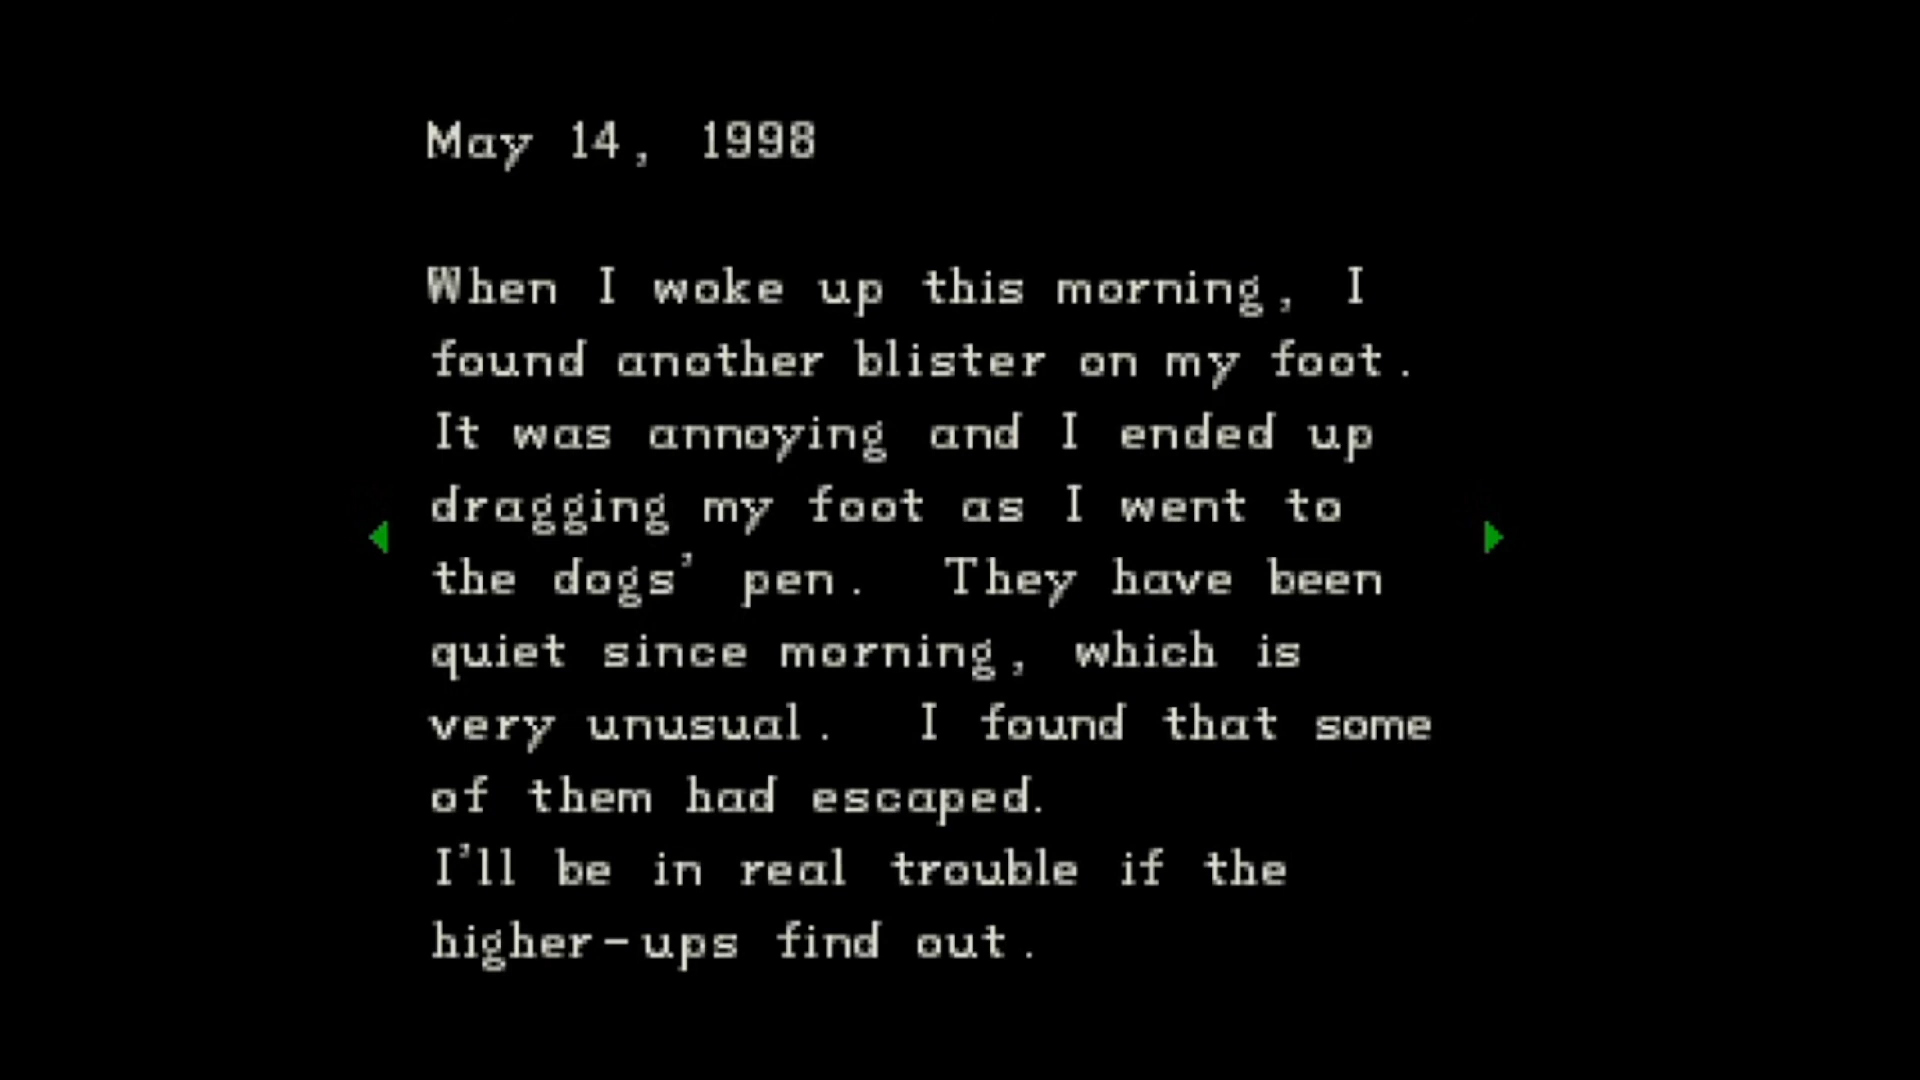 May 14, 1998
When I woke up this morning, I
found another blister on my foot.
It was annoying and I ended up
dragging my foot as I went to
the dogs' pen. They have been
quiet since morning, which is
very unusual. I found that some
of them had escaped.
I'll be in real trouble if the
higher-ups find out.